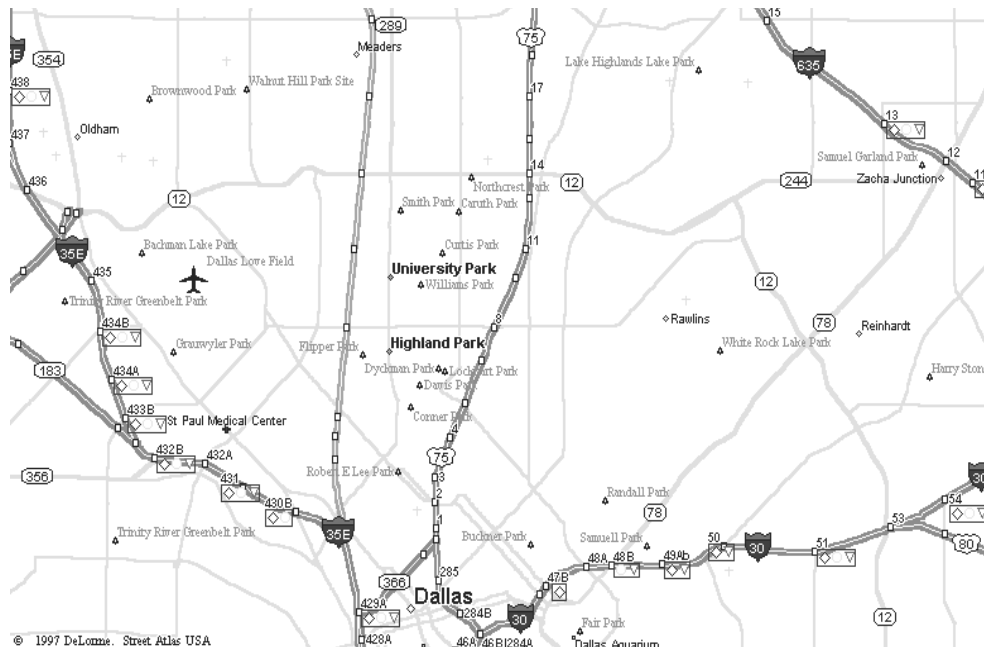 15
289
75
Meaders
354
635
Lake Highlands Lake Park
438
Brownwood Park
Walnut Hill Park Site
17
13
Oldham
437
14
Samuel Garland Park
12
436
Northcrest Park
12
244
Zacha Junction
11
12
Smith Park
Caruth Park
Bachman Lake Park
Curtis Park
11
35E
Dallas Love Field
435
University Park
Williams Park
12
Trinity River Greenbelt Park
434B
8
Rawlins
78
Reinhardt
Grauwyler Park
Flipper Park
Highland Park
White Rock Lake Park
183
434A
Dyckman Park
Lockhart Park
Davis Park
Harry Ston
433B
St Paul Medical Center
Conner Park
4
432B
432A
75
356
Robert E Lee Park
3
30
431
2
Randall Park
54
430B
78
Trinity River Greenbelt Park
35E
1
Buckner Park
Samuell Park
50
30
53
51
80
366
285
48A
48B
49Ab
47B
429A
Dallas
284B
30
12
Fair Park
428A
46A
46B
284A
Dallas Aquarium
© 1997 DeLorme. Street Atlas USA